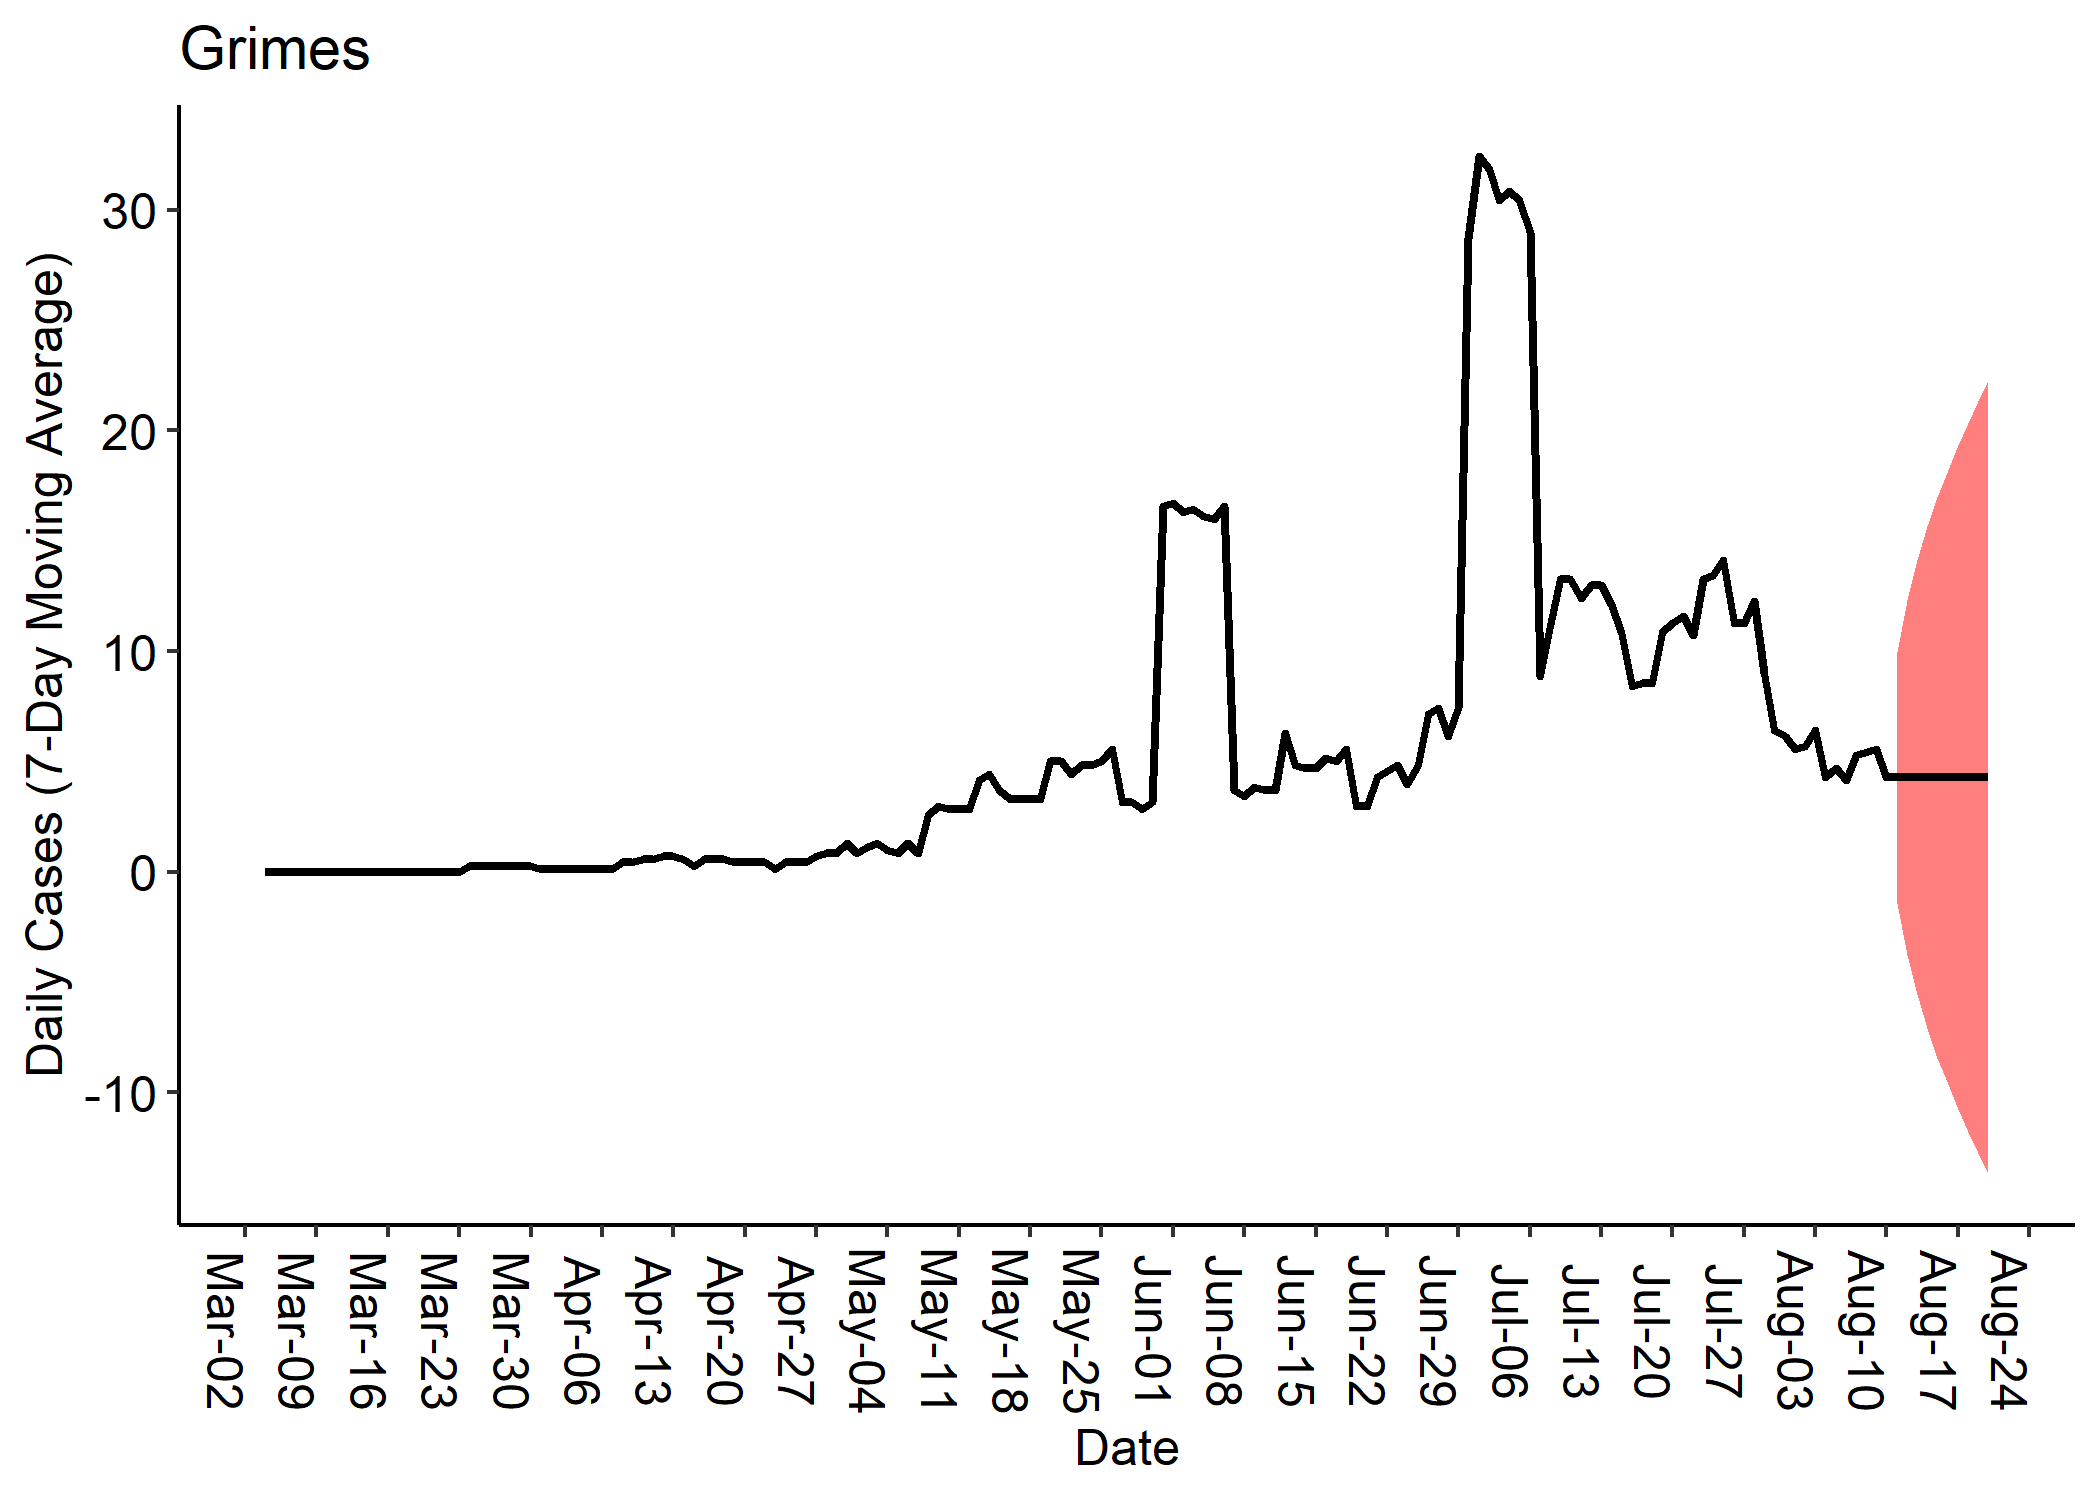 Grimes
Daily Cases (7-Day Moving Average)
30
20
10
0
-10
Mar-02
Mar-09
Mar-16
Mar-23
Mar-30
Apr-06
Apr-13
Apr-20
Apr-27
May-04
May-11
May-18
May-25
Jun-01
Jun-08
Jun-15
Jun-22
Jun-29
Jul-06
Jul-13
Jul-20
Jul-27
Aug-03
Aug-10
Aug-17
Aug-24
Date